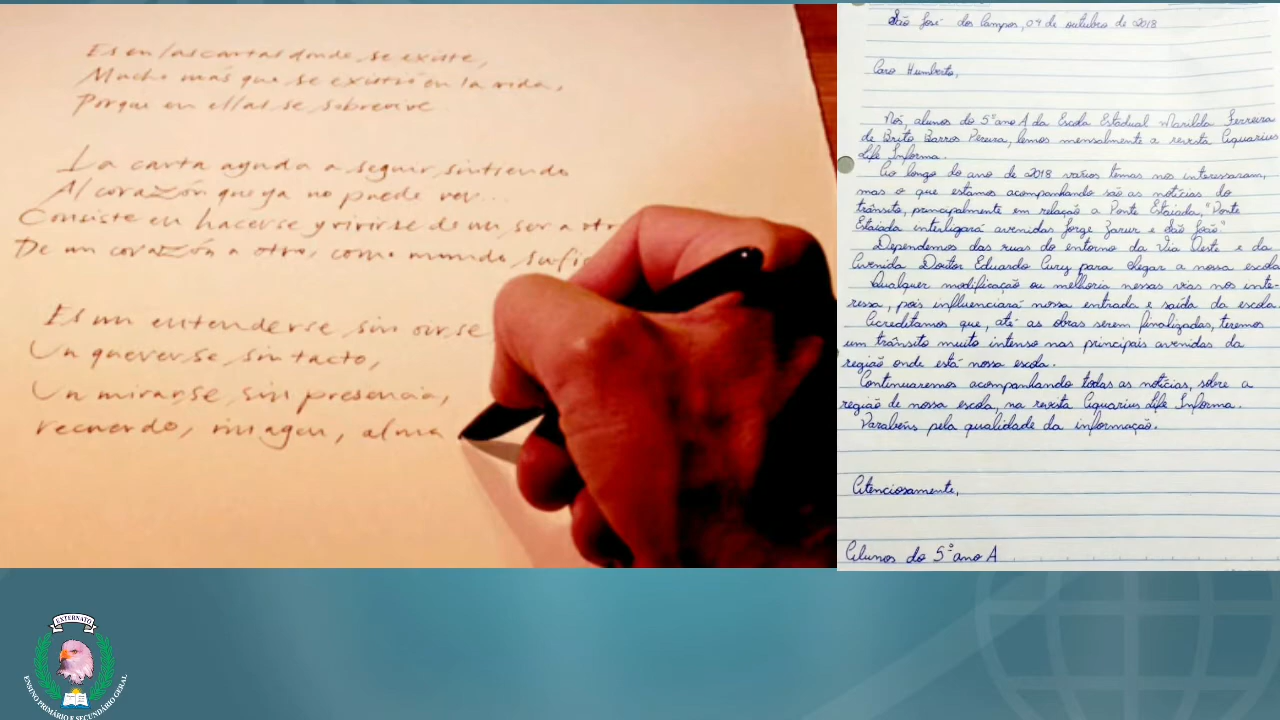 Es en las cartas donde se existe,
Mucho más que se existió en la vida,
Porque en ellas se sobrevive
La carta ayuda a seguir sintiendo
Al corazón que ya no puede ver...
Consiste en hacerse y vivirse de un ser a otro
De un corazón a otro, como mundo
Es un entenderse sin oirse
Un quererse sin tacto,
Un mirarse sin presencia,
recuerdo, imagen, alma
São José dos Campos, 04 de outubro de 2018
Caro Humberto,
Nós, alunos do 5º ano A da Escola Estadual Marilda Ferreira
de Brito Barros Pereira, lemos mensalmente a revista Aquarius
Life Informa.
Ao longo do ano de 2018 vários temas nos interessaram,
mas o que estamos acompanhando são as notícias do
trânsito, principalmente em relação a Ponte Estaiada, "Ponte
Estaiada interligará avenidas Jorge Zarur e São João".
Dependemos das ruas do entorno da Via Oeste e da
Avenida Doutor Eduardo Cury para chegar a nossa escola
Qualquer modificação ou melhoria nessas vias nos inte-
ressa, pois influenciará nossa entrada e saída da escola
Acreditamos que, até as obras serem finalizadas, teremos
um trânsito muito intenso nas principais avenidas da
região onde está nossa escola.
Continuaremos acompanhando todas as notícias, sobre a
região de nossa escola, na revista Aquarius Life Informa.
Parabéns pela qualidade da informação.
Atenciosamente,
Alunos do 5º ano A
EXTERNATO
ENSINO PRIMÁRIO E SECUNDÁRIO GERAL